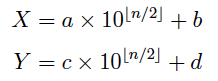 X = a × 10^⌊n/2⌋ + b
Y = c × 10^⌊n/2⌋ + d